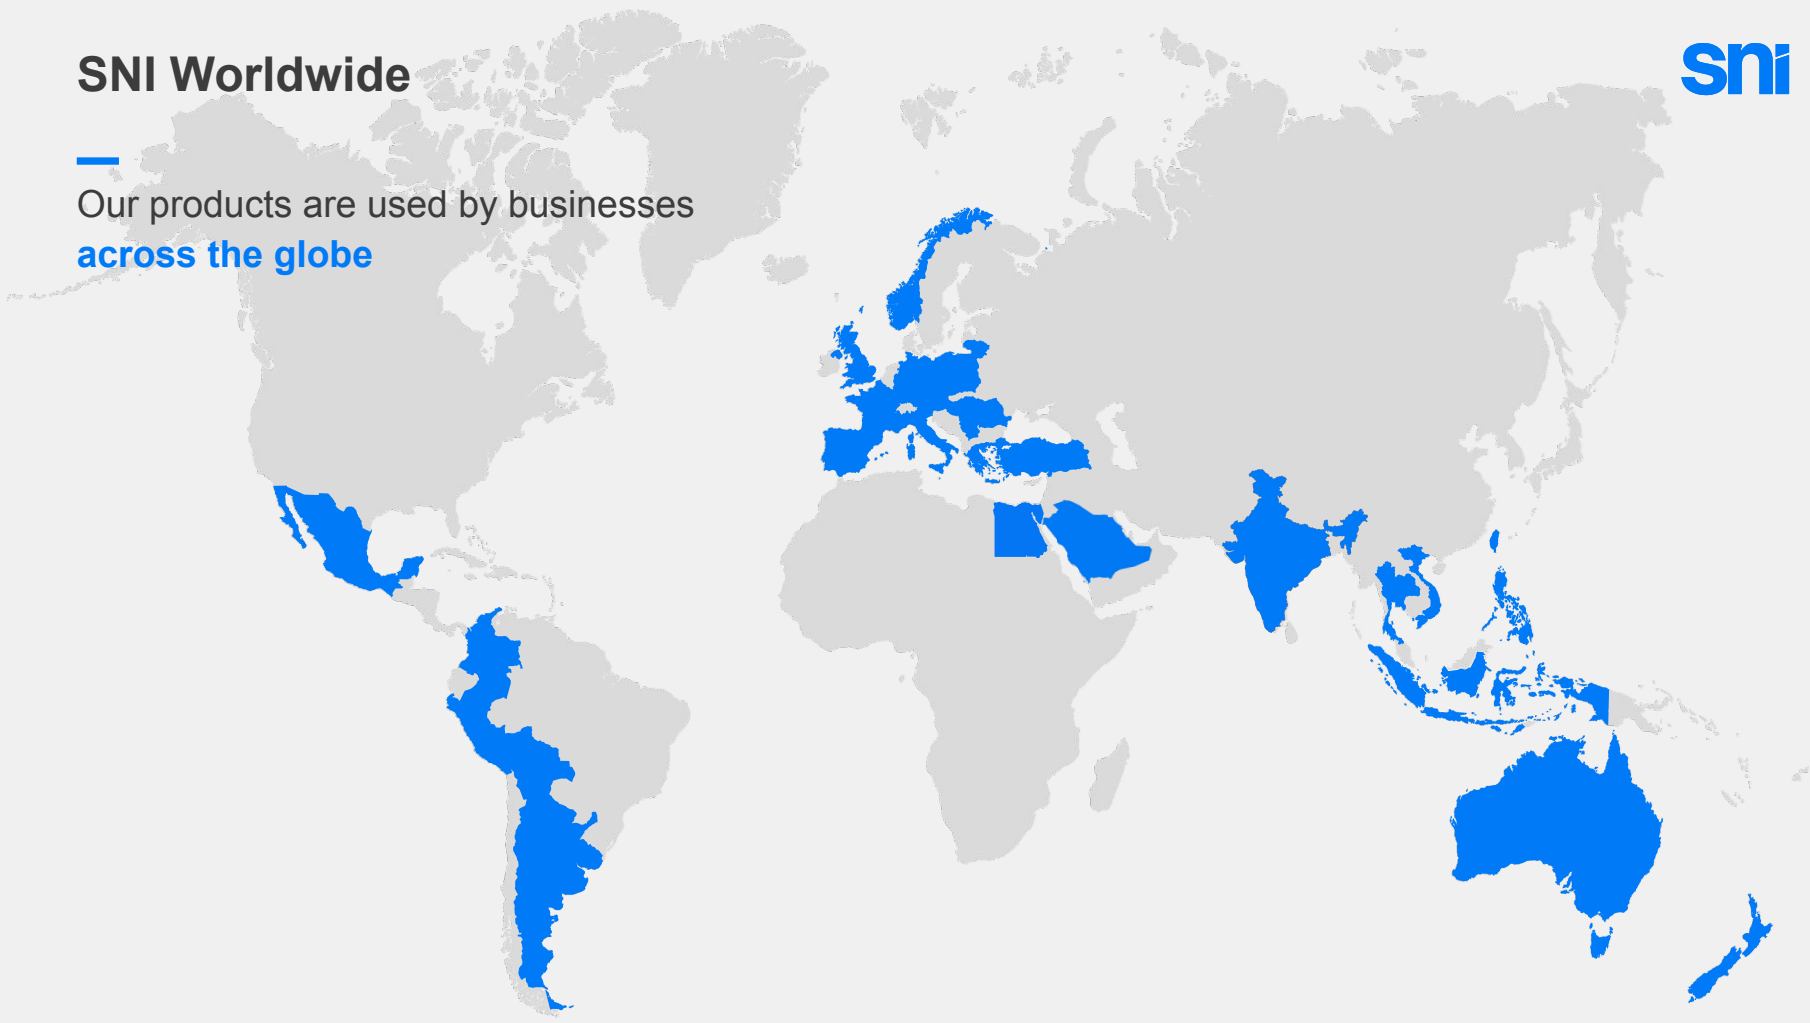 SNI Worldwide
sni
Our products are used by businesses
across the globe